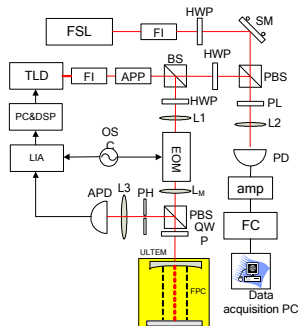 HWP
SM
FSL
FI
BS
HWP
TLD
FI
APP
PBS
PC&DSP
HWP
PL
L1
L2
OS
C
LIA
EOM
PD
APD
L3
PH
LM
amp
PBS
QW
P
FC
ULTEM
FPC
Data
acquisition PC